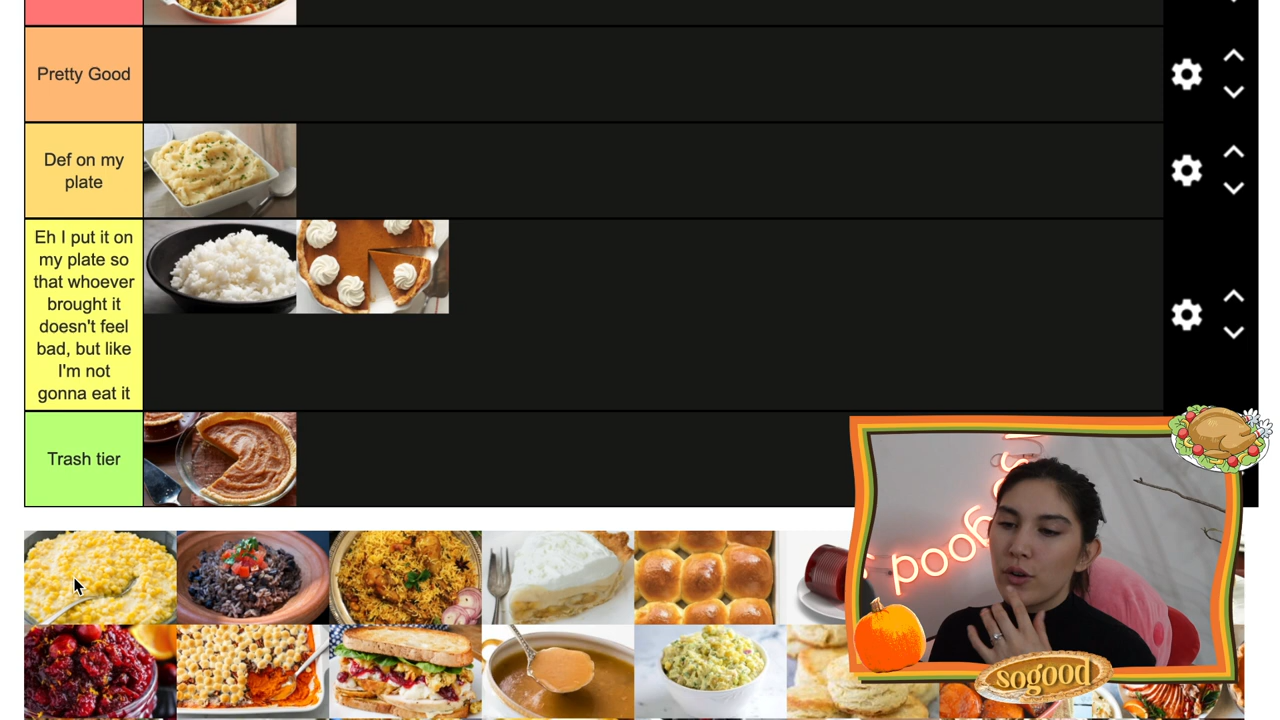 Pretty Good
Def on my
plate
Eh I put it on
my plate so
that whoever
brought it
doesn't feel
bad, but like
I'm not
gonna eat it
Trash tier
good
sogood